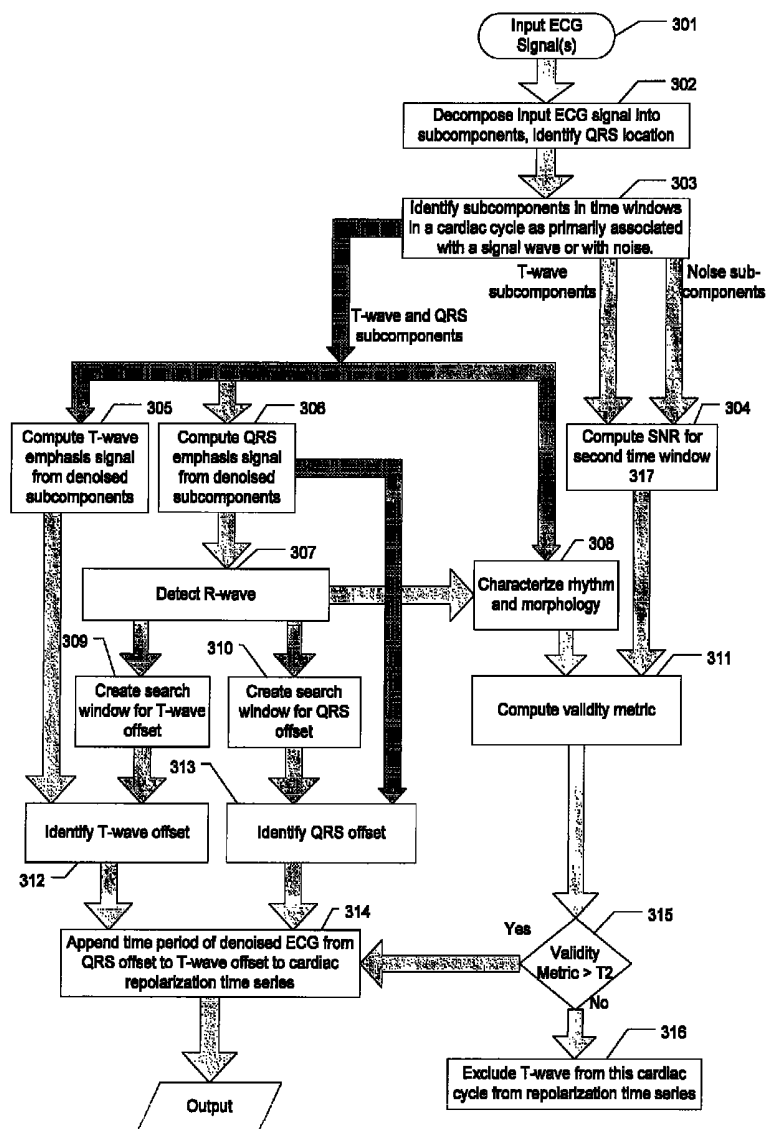 Input ECG
Signal(s)
301
302
Decompose input ECG signal into
subcomponents, identify QRS location
303
Identify subcomponents in time windows
in a cardiac cycle as primarily associated
with a signal wave or with noise.
T-wave
subcomponents
Noise sub-
components
T-wave and QRS
subcomponents
305
Compute T-wave
emphasis signal
from denoised
subcomponents
306
Compute QRS
emphasis signal
from denoised
subcomponents
304
Compute SNR for
second time window
317
307
Detect R-wave
308
Characterize rhythm
and morphology
309
Create search
window for T-wave
offset
310
Create search
window for QRS
offset
311
Compute validity metric
313
Identify T-wave offset
312
Identify QRS offset
314
Append time period of denoised ECG from
QRS offset to T-wave offset to cardiac
repolarization time series
315
Yes
Validity
Metric > T2
No
316
Exclude T-wave from this cardiac
cycle from repolarization time series
Output